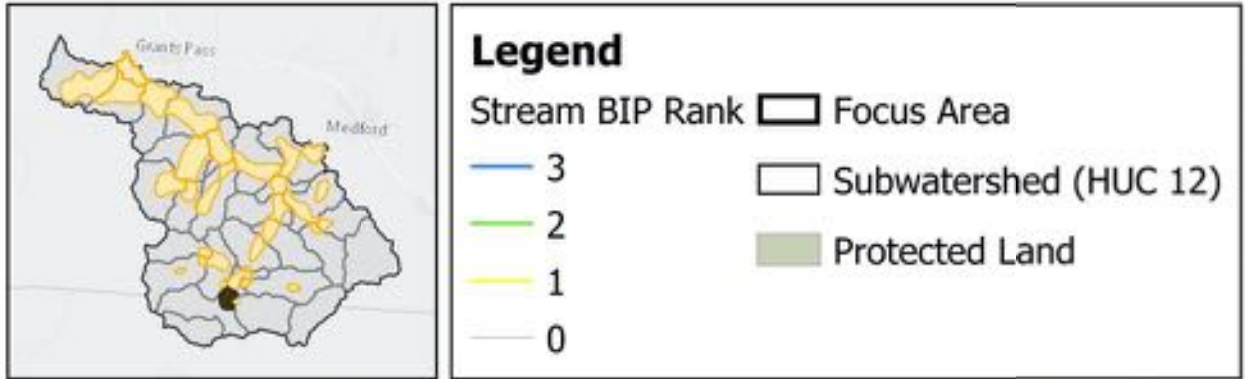 Grants Pass
Medford
Legend
Stream BIP Rank
3
2
1
0
Focus Area
Subwatershed (HUC 12)
Protected Land